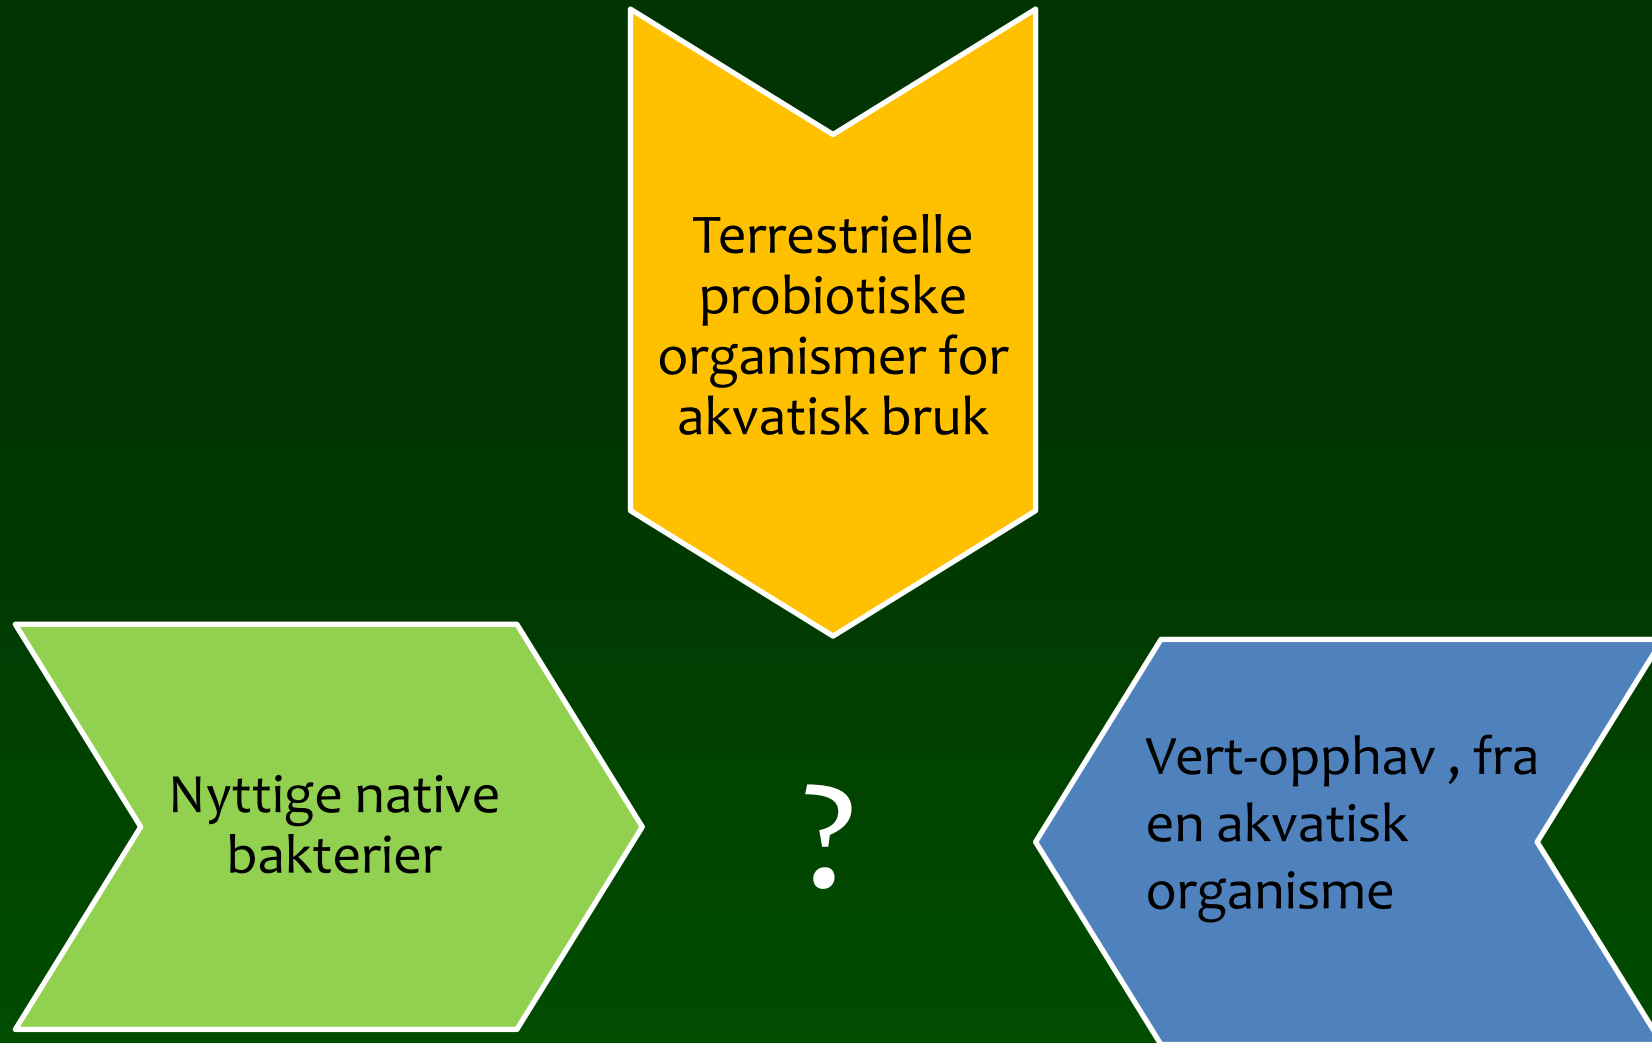 Terrestrielle
probiotiske
organismer for
akvatisk bruk
Nyttige native
bakterier
?
Vert-opphav , fra
en akvatisk
organisme